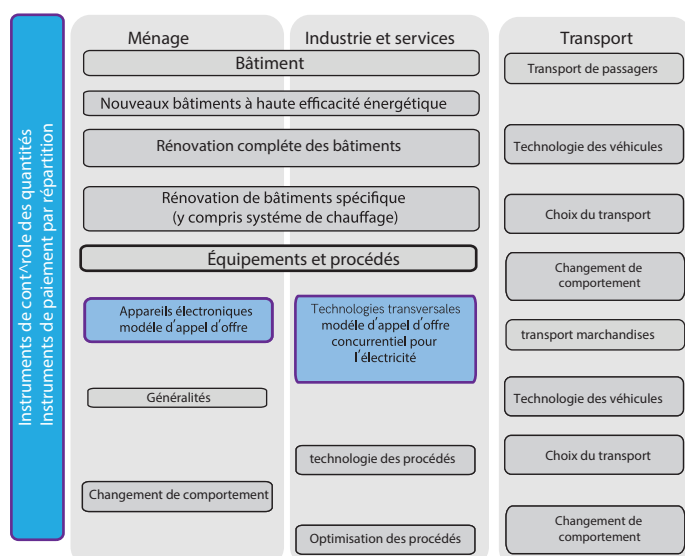 Instruments de cont^role des quantités
Instruments de paiement par répartition
Ménage
Industrie et services
Transport
Bâtiment
Nouveaux bâtiments à haute efficacité énergétique
Rénovation compléte des bâtiments
Rénovation de bâtiments spécifique
(y compris systéme de chauffage)
Équipements et procédés
Appareils électroniques
modéle d'appel d'offre
Technologies transversales
modéle d'appel d'offre
concurrentiel pour
l'électricité
Généralités
technologie des procédés
Changement de comportement
Optimisation des procédés
Transport de passagers
Technologie des véhicules
Choix du transport
Changement de
comportement
transport marchandises
Technologie des véhicules
Choix du transport
Changement de
comportement